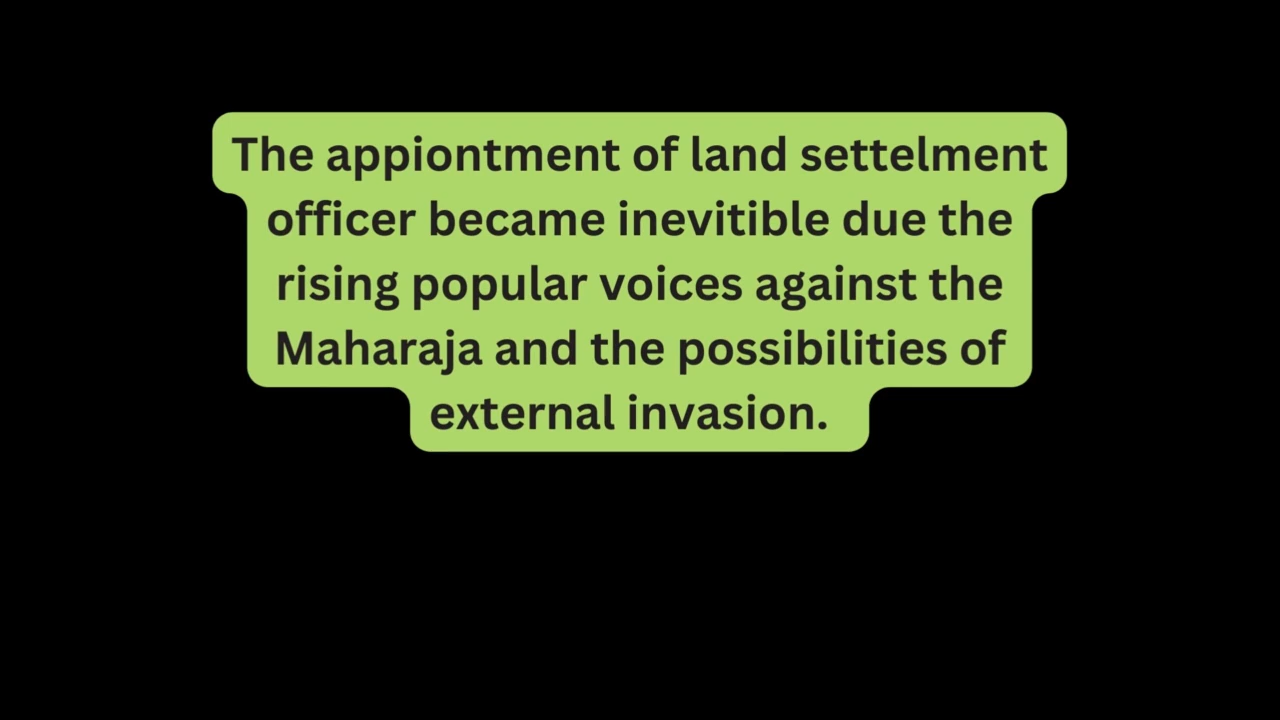 The appiontment of land settelment
officer became inevitible due the
rising popular voices against the
Maharaja and the possibilities of
external invasion.